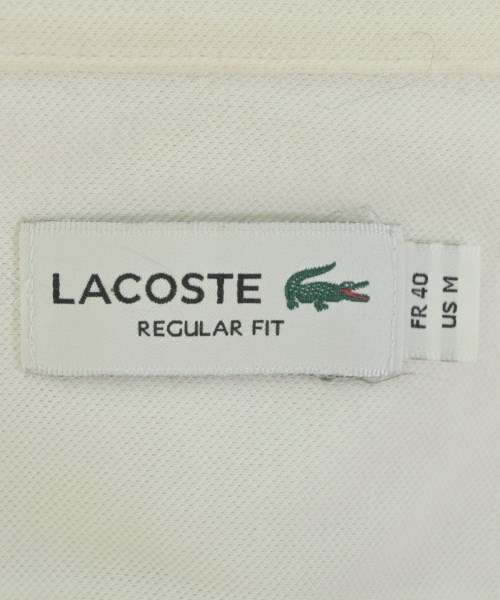 LACOSTE
REGULAR FIT
FR 40
US M